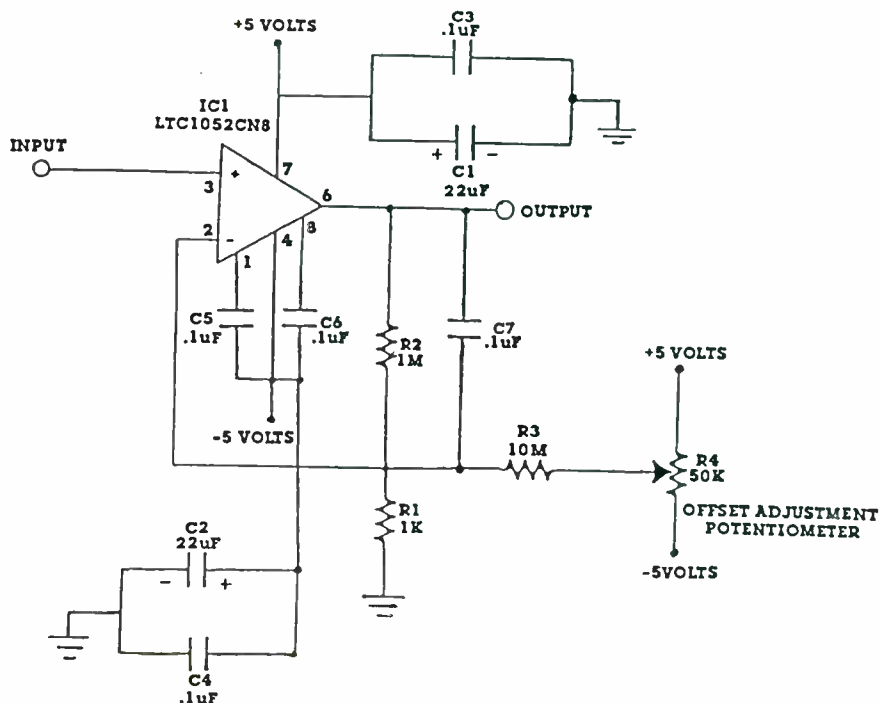 +5 VOLTS
C3
.1uF
IC1
LTC1052CN8
INPUT
3
+
7
+
-
C1
22uF
6
OUTPUT
2
-
1
4
8
C5
.1uF
C6
.1uF
R2
1M
C7
.1uF
+5 VOLTS
-5 VOLTS
R3
10M
R4
50K
OFFSET ADJUSTMENT
POTENTIOMETER
R1
1K
-5VOLTS
C2
22uF
-
+
C4
.1uF